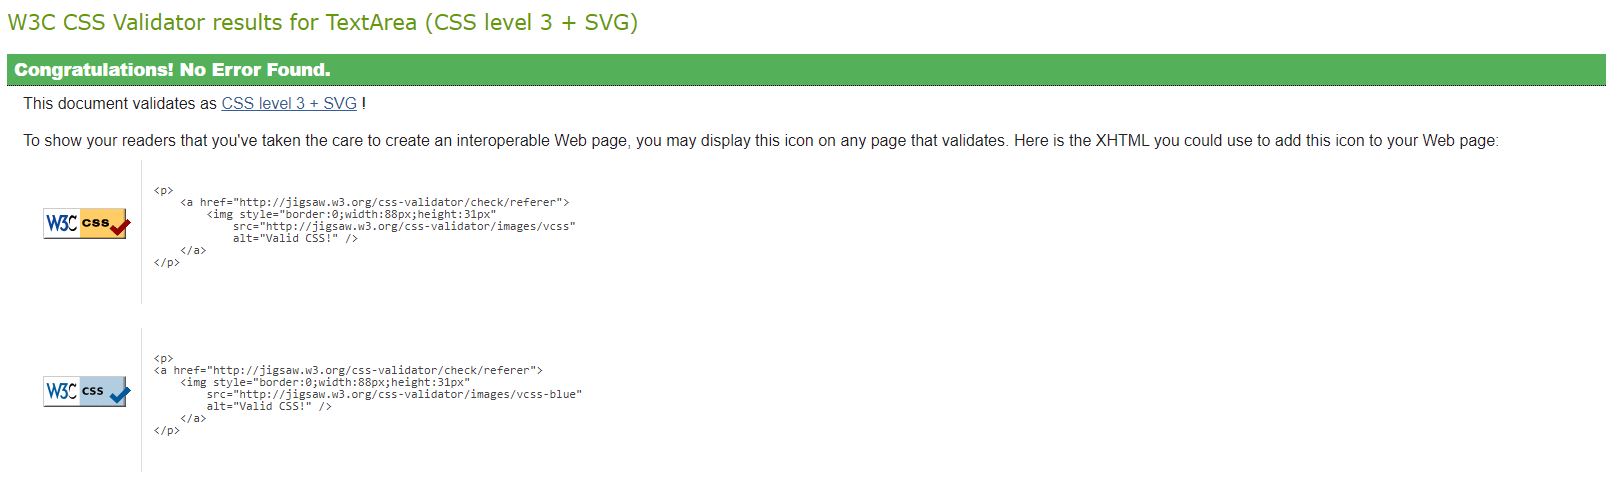 W3C CSS Validator results for TextArea (CSS level 3 + SVG)
Congratulations! No Error Found.
This document validates as CSS level 3 + SVG !
To show your readers that you've taken the care to create an interoperable Web page, you may display this icon on any page that validates. Here is the XHTML you could use to add this icon to your Web page:
W3C css
<p>
<a href="http://jigsaw.w3.org/css-validator/check/referer">
<img style="border:0;width:88px;height:31px"
src="http://jigsaw.w3.org/css-validator/images/vcss"
alt="Valid CSS!" />
</a>
</p>
W3C css
<p>
<a href="http://jigsaw.w3.org/css-validator/check/referer">
<img style="border:0;width:88px;height:31px"
src="http://jigsaw.w3.org/css-validator/images/vcss-blue"
alt="Valid CSS!" />
</a>
</p>